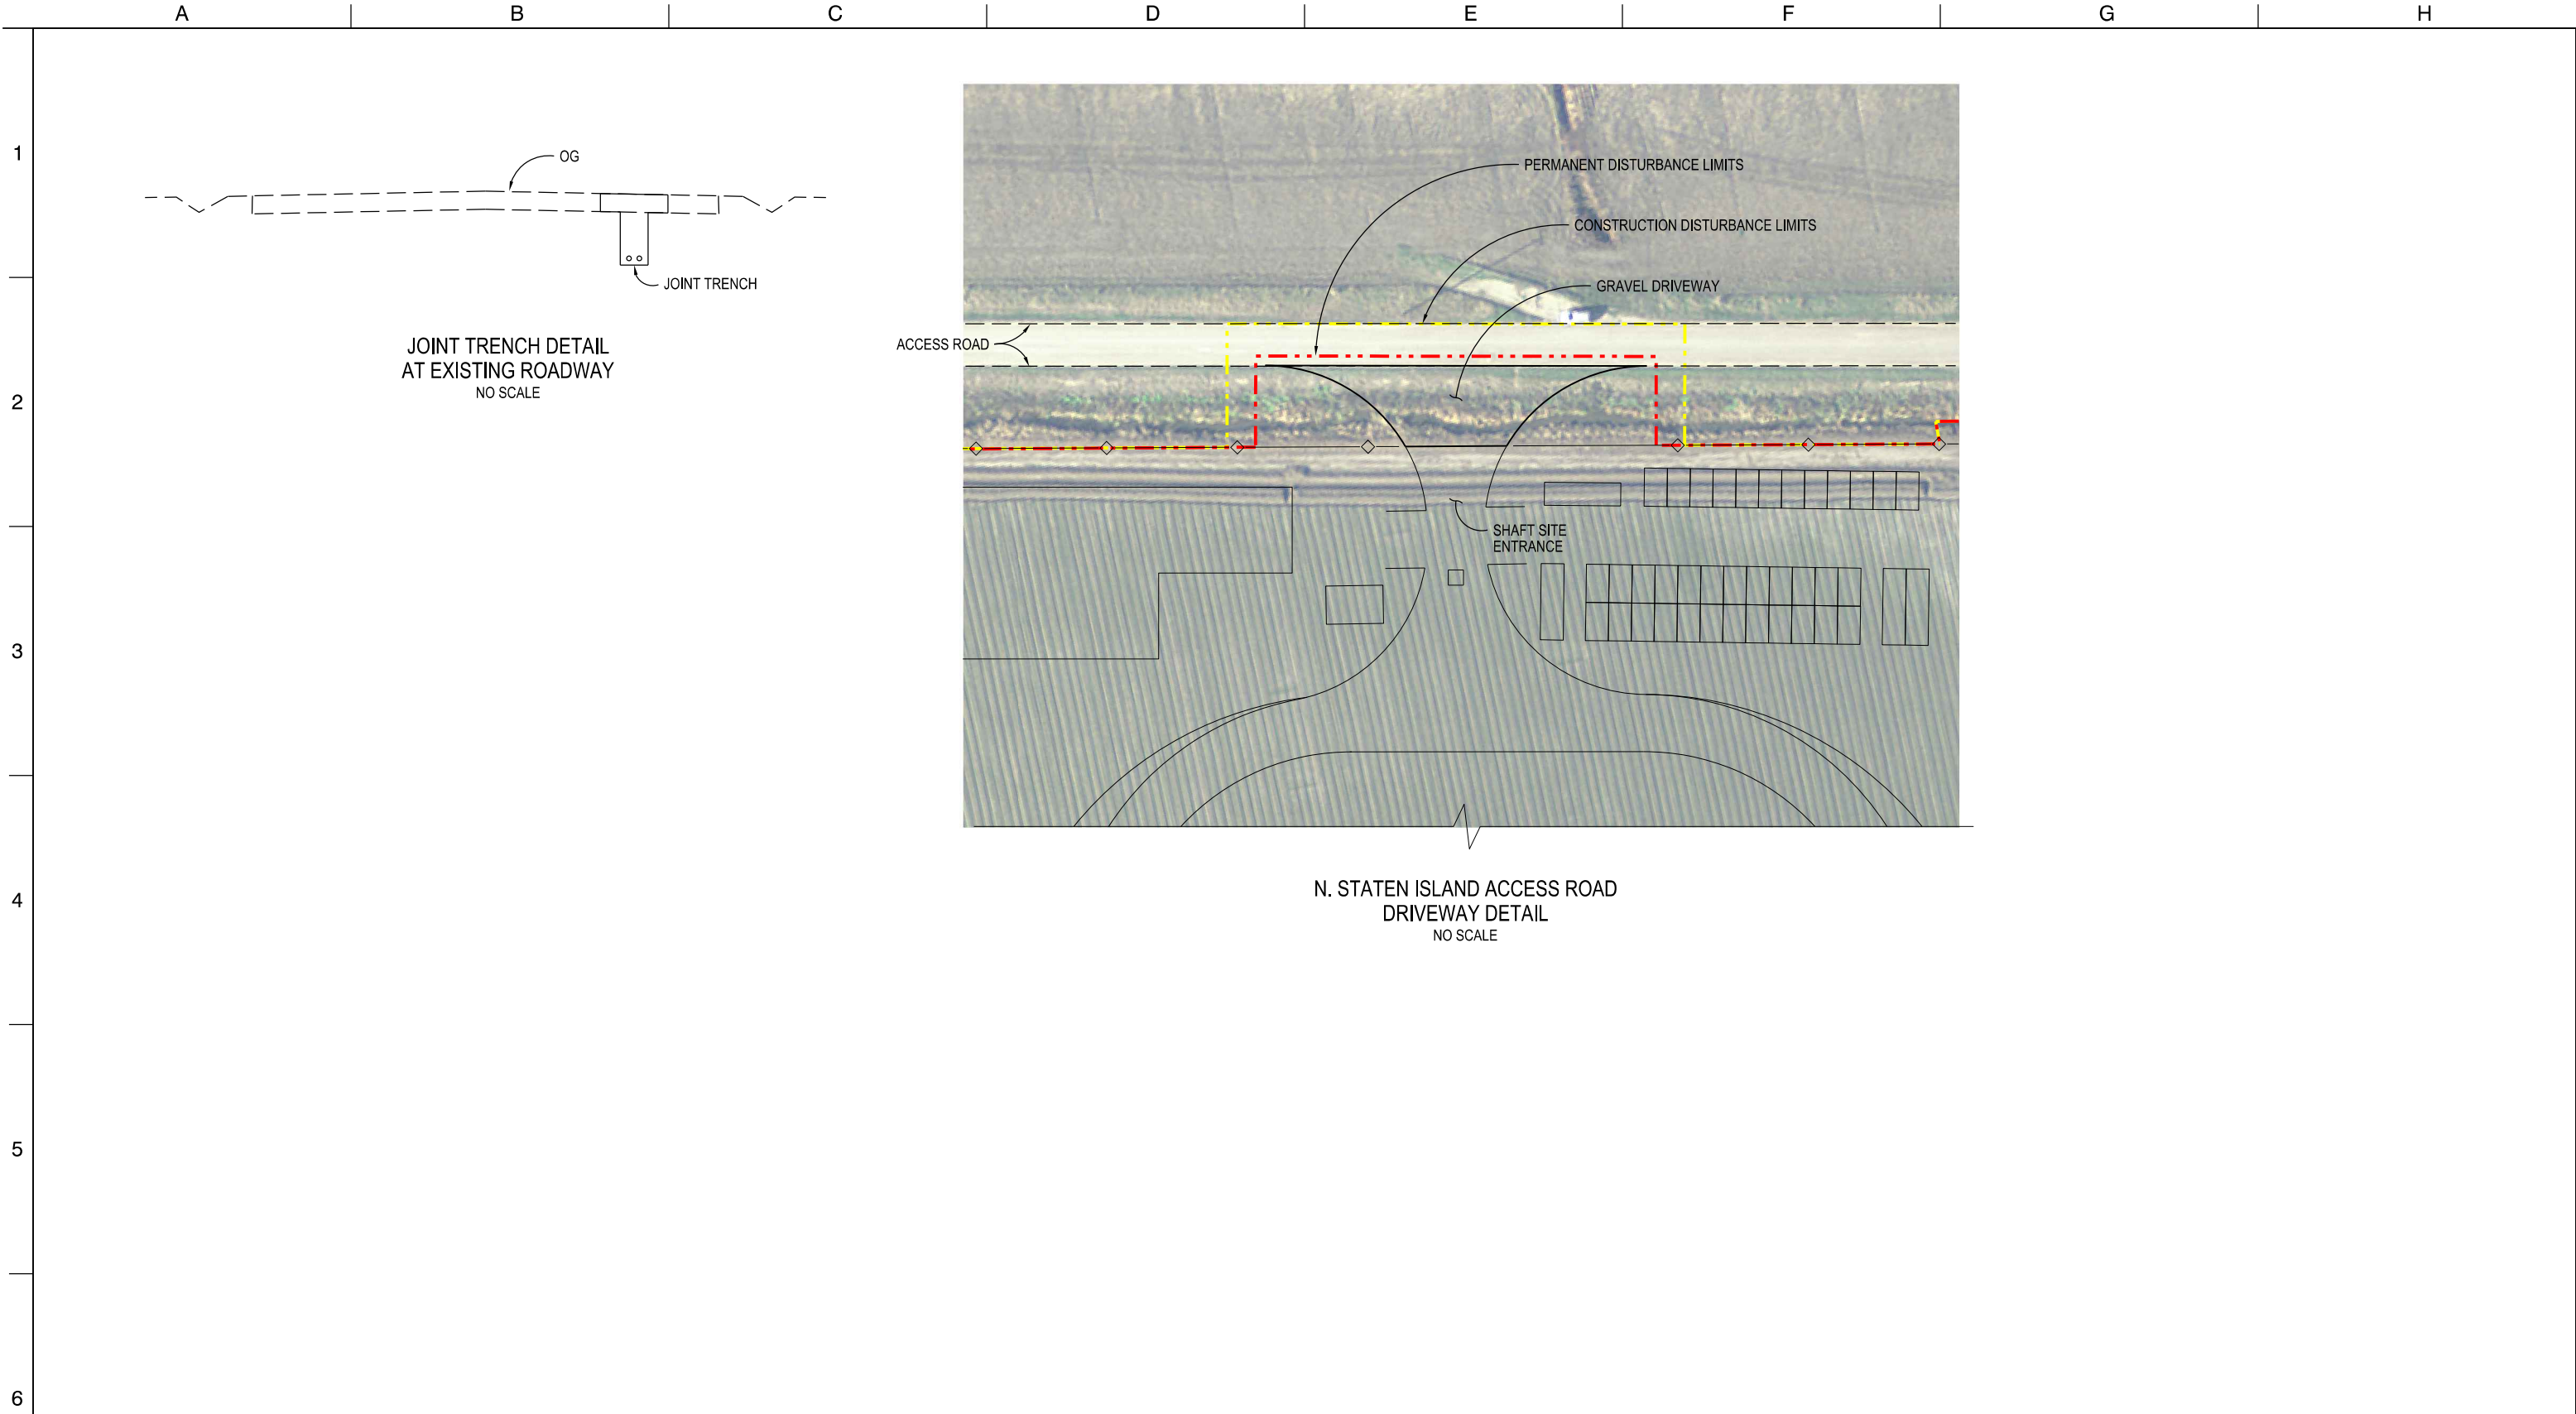 A B C D E F G H
1
2
3
4
5
6
OG
JOINT TRENCH
JOINT TRENCH DETAIL
AT EXISTING ROADWAY
NO SCALE
PERMANENT DISTURBANCE LIMITS
CONSTRUCTION DISTURBANCE LIMITS
GRAVEL DRIVEWAY
ACCESS ROAD
SHAFT SITE
ENTRANCE
N. STATEN ISLAND ACCESS ROAD
DRIVEWAY DETAIL
NO SCALE